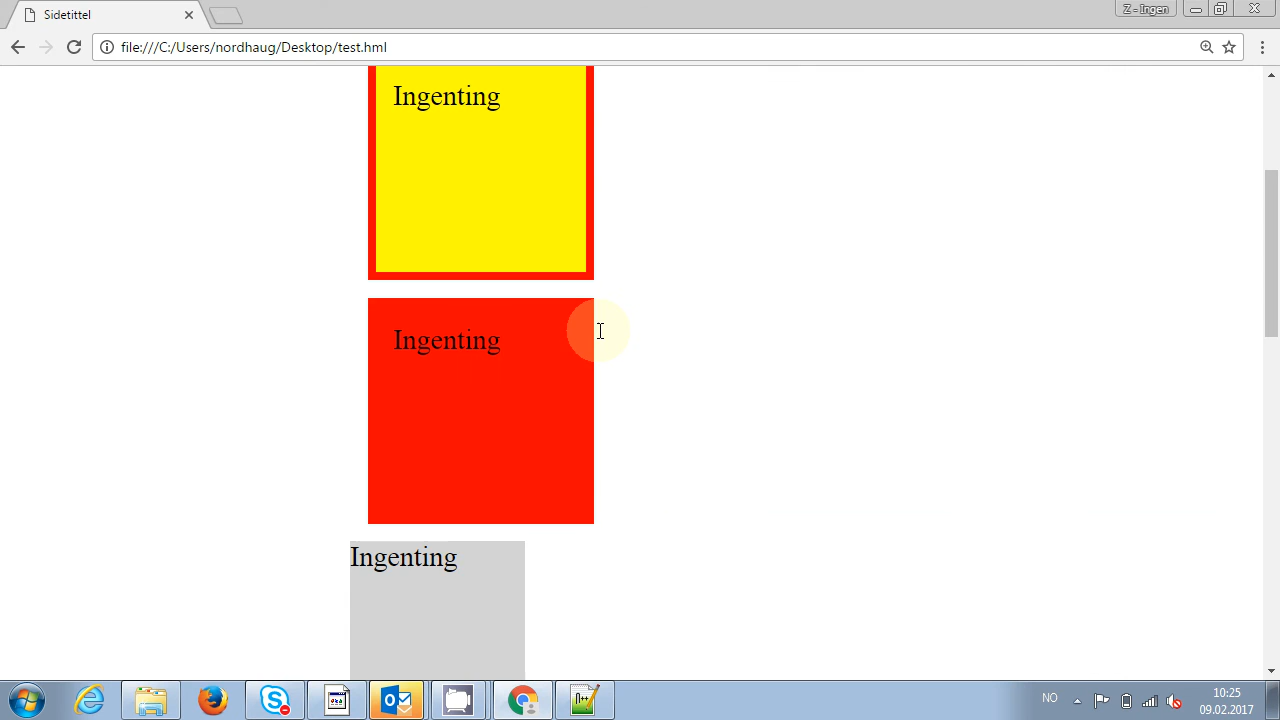 Sidetittel
Z - Ingen
file:///C:/Users/nordhaug/Desktop/test.hml
Ingenting
Ingenting
Ingenting
NO
10:25
09.02.2017